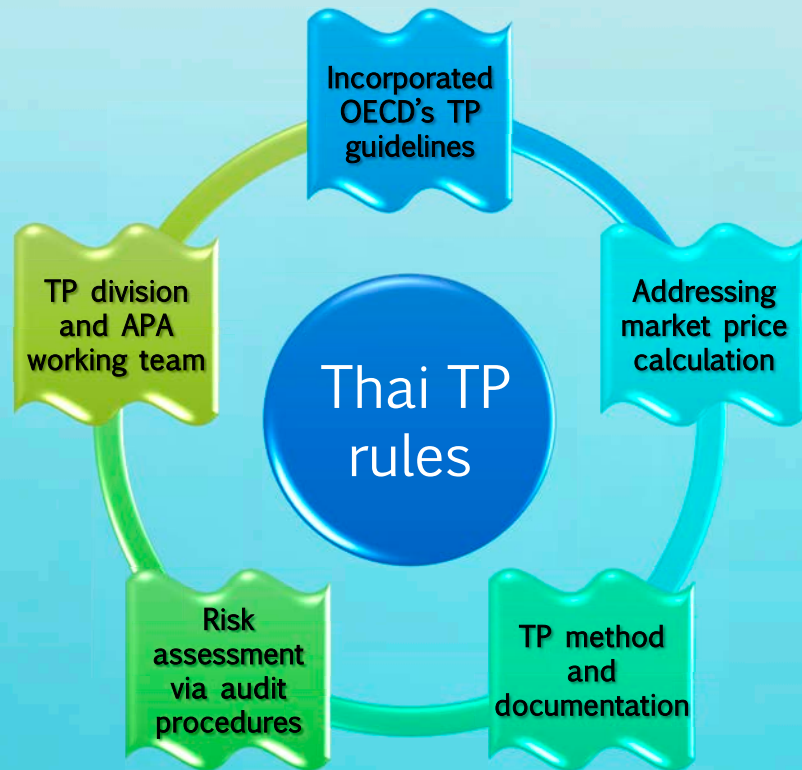 Incorporated
OECD's TP
guidelines
Addressing
market price
calculation
TP method
and
documentation
Risk
assessment
via audit
procedures
TP division
and APA
working team
Thai TP
rules